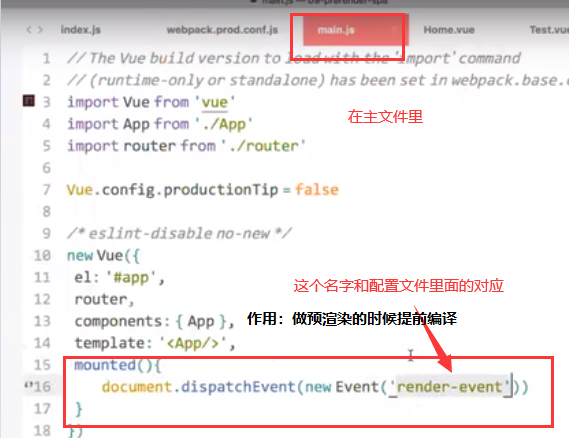 main.js — 09-prerender-spa
index.js webpack.prod.conf.js main.js Home.vue Test.vu
1 // The Vue build version to load with the `import` command
2 // (runtime-only or standalone) has been set in webpack.base.c
3 import Vue from 'vue'
4 import App from './App'
在主文件里
5 import router from './router'
6
7 Vue.config.productionTip = false
8
9 /* eslint-disable no-new */
10 new Vue({
11 el: '#app',
这个名字和配置文件里面的对应
12 router,
13 components: { App },
作用：做预渲染的时候提前编译
14 template: '<App/>',
15 mounted(){
16 document.dispatchEvent(new Event('render-event'))
17 }
18 })